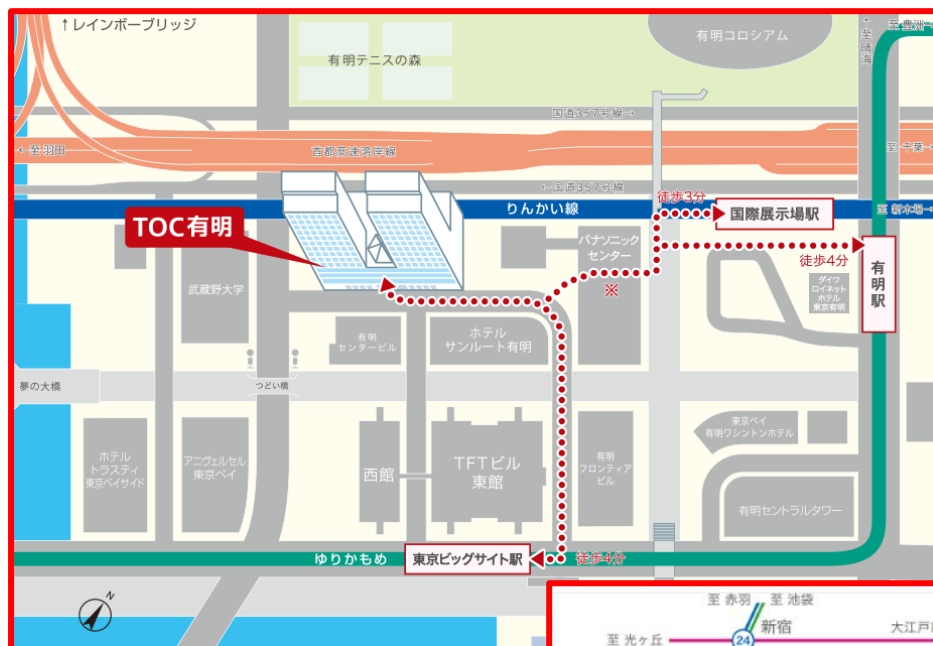 ↑レインボーブリッジ
有明テニスの森
有明コロシアム
↑至晴海
至 豊洲→
国道357号線→
←至 羽田
首都高速湾岸線
至 千葉→
←国道357号線
徒歩3分
りんかい線
国際展示場駅
至 新木場→
TOC有明
パナソニック
センター
※
徒歩4分
有明駅
ダイワ
ロイネット
ホテル
東京有明
武蔵野大学
有明
センタービル
ホテル
サンルート有明
夢の大橋
つどい橋
東京ベイ
有明ワシントンホテル
ホテル
トラスティ
東京ベイサイド
アニヴェルセル
東京ベイ
西館
TFTビル
東館
有明
フロンティア
ビル
有明セントラルタワー
ゆりかもめ
東京ビッグサイト駅
徒歩4分
N
至 赤羽
至 池袋
新宿
大江戸
至 光ヶ丘
24